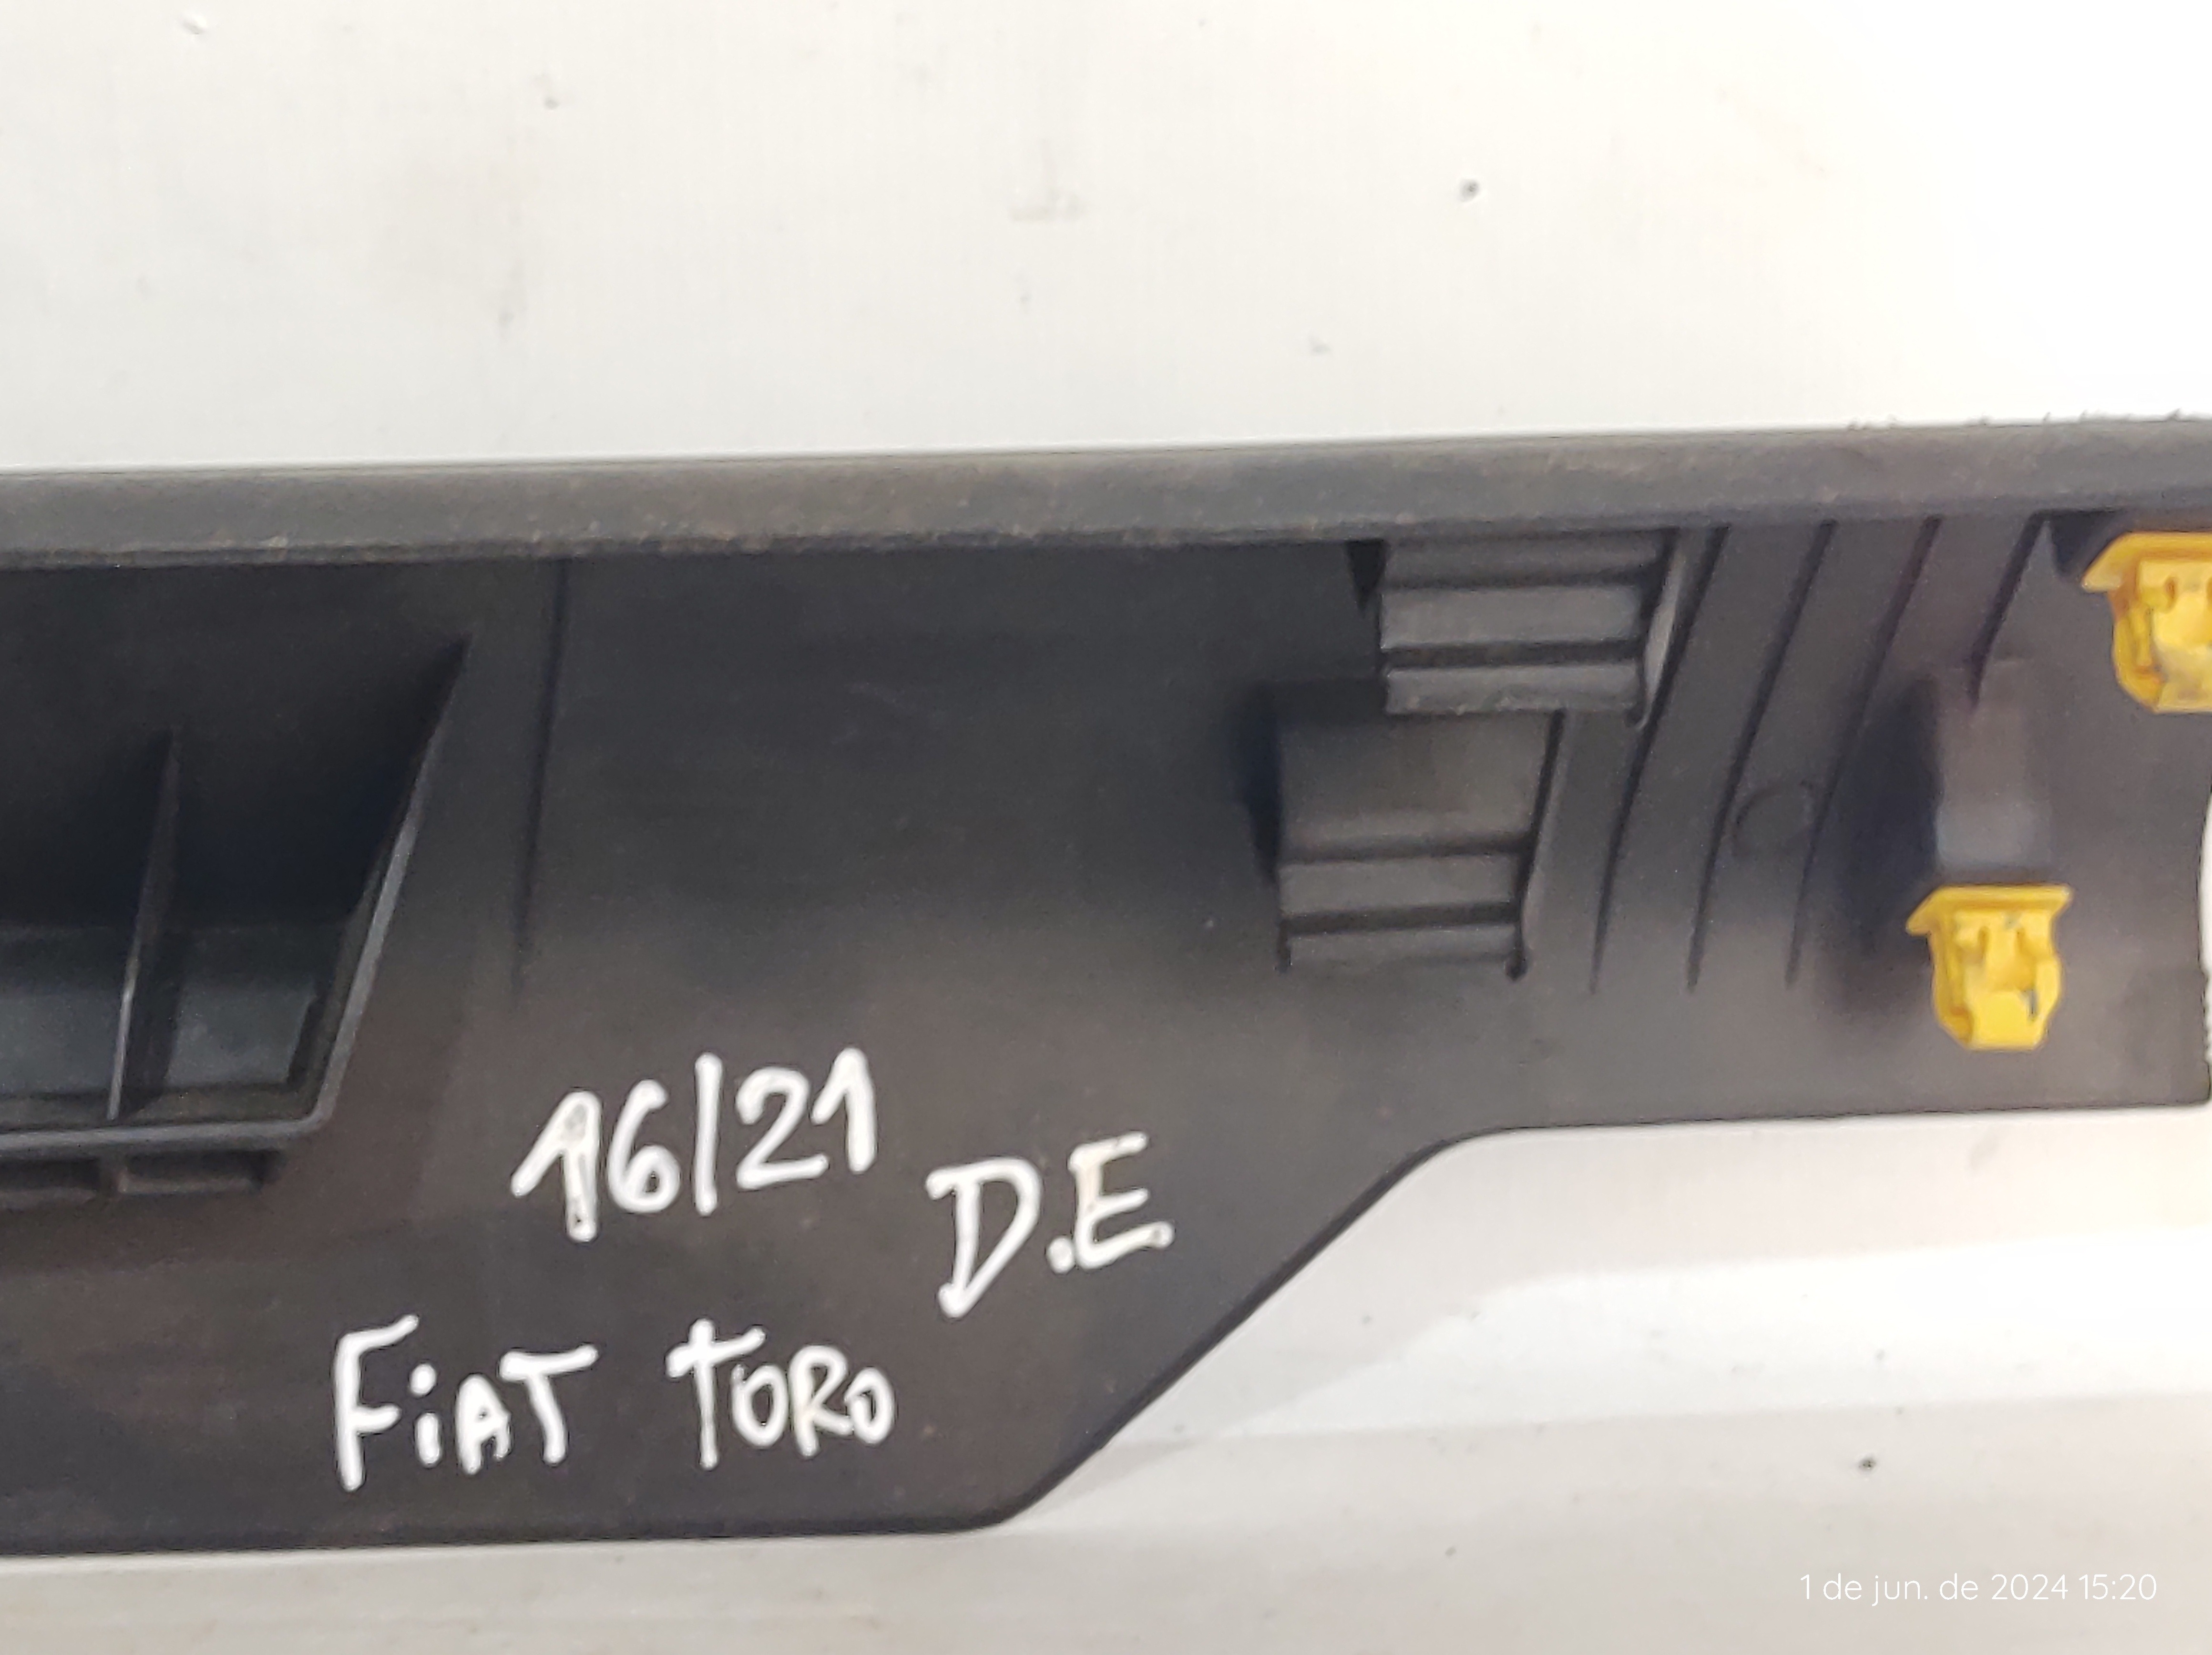 16/21
D.E.
FiAT TORO
1 de jun. de 2024 15:20